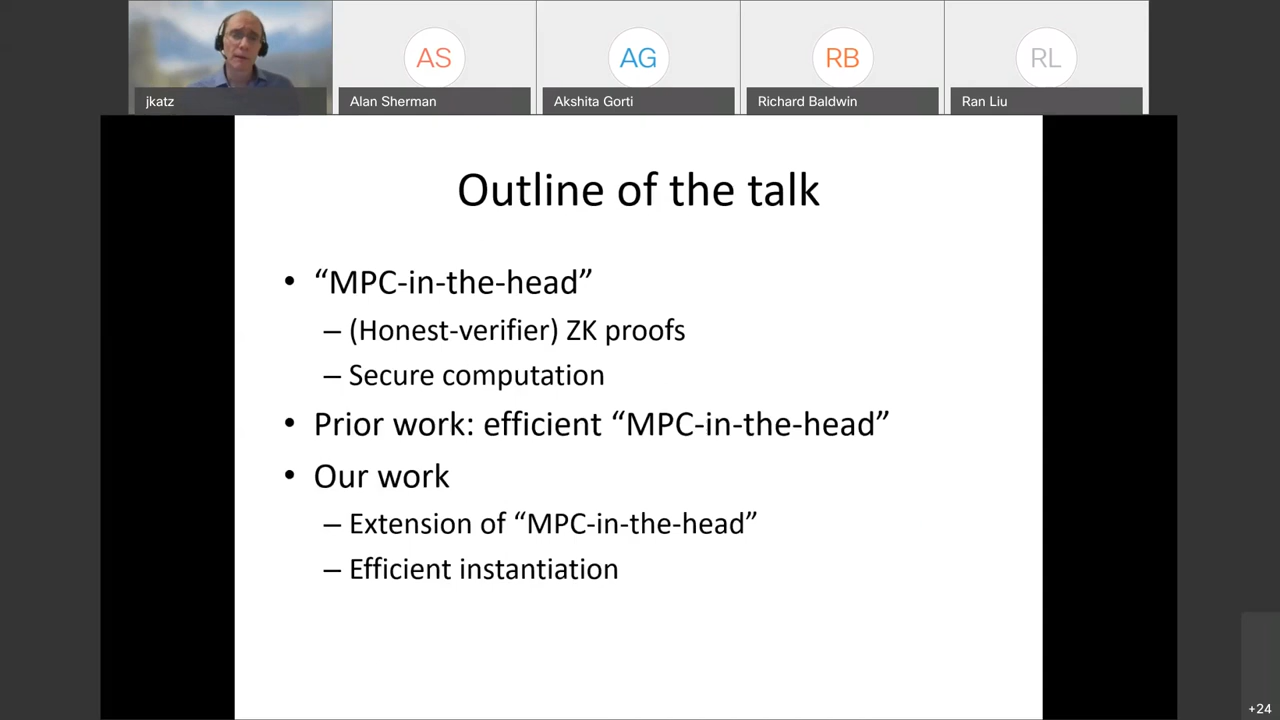 AS
AG
RB
RL
jkatz
Alan Sherman
Akshita Gorti
Richard Baldwin
Ran Liu
Outline of the talk
• “MPC-in-the-head”
– (Honest-verifier) ZK proofs
– Secure computation
• Prior work: efficient “MPC-in-the-head”
• Our work
– Extension of “MPC-in-the-head”
– Efficient instantiation
+24